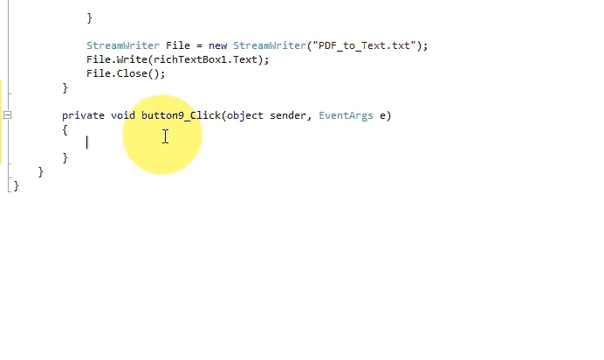 }
StreamWriter File = new StreamWriter("PDF_to_Text.txt");
File.Write(richTextBox1.Text);
File.Close();
}
private void button9_Click(object sender, EventArgs e)
{
}
}
}